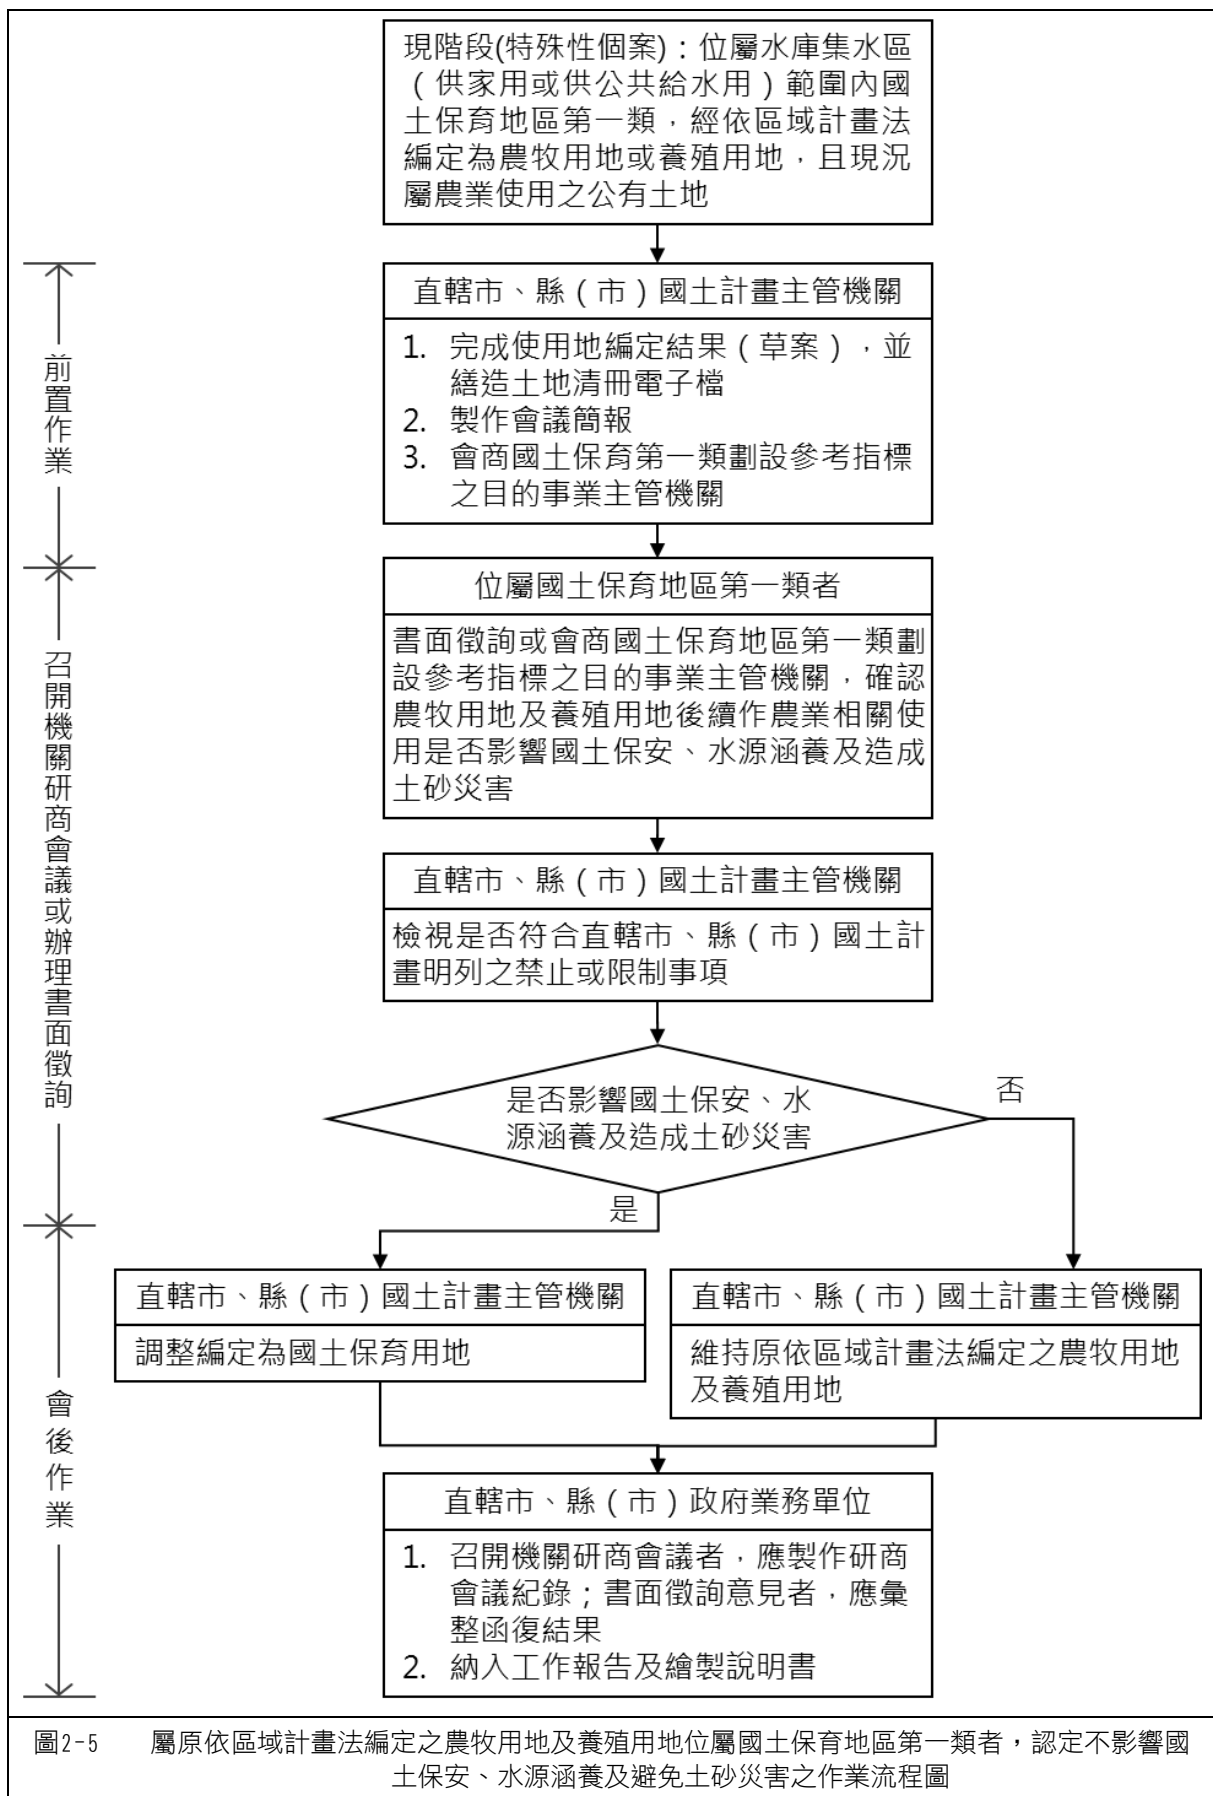 現階段(特殊性個案)：位屬水庫集水區
（供家用或供公共給水用）範圍內國
土保育地區第一類，經依區域計畫法
編定為農牧用地或養殖用地，且現況
屬農業使用之公有土地
前置作業
直轄市、縣（市）國土計畫主管機關
1. 完成使用地編定結果（草案），並
繕造土地清冊電子檔
2. 製作會議簡報
3. 會商國土保育第一類劃設參考指標
之目的事業主管機關
召開機關研商會議或辦理書面徵詢
位屬國土保育地區第一類者
書面徵詢或會商國土保育地區第一類劃
設參考指標之目的事業主管機關，確認
農牧用地及養殖用地後續作農業相關使
用是否影響國土保安、水源涵養及造成
土砂災害
直轄市、縣（市）國土計畫主管機關
檢視是否符合直轄市、縣（市）國土計
畫明列之禁止或限制事項
是否影響國土保安、水
源涵養及造成土砂災害
否
是
會後作業
直轄市、縣（市）國土計畫主管機關
調整編定為國土保育用地
直轄市、縣（市）國土計畫主管機關
維持原依區域計畫法編定之農牧用地
及養殖用地
直轄市、縣（市）政府業務單位
1. 召開機關研商會議者，應製作研商
會議紀錄；書面徵詢意見者，應彙
整函復結果
2. 納入工作報告及繪製說明書
圖2-5 屬原依區域計畫法編定之農牧用地及養殖用地位屬國土保育地區第一類者，認定不影響國
土保安、水源涵養及避免土砂災害之作業流程圖